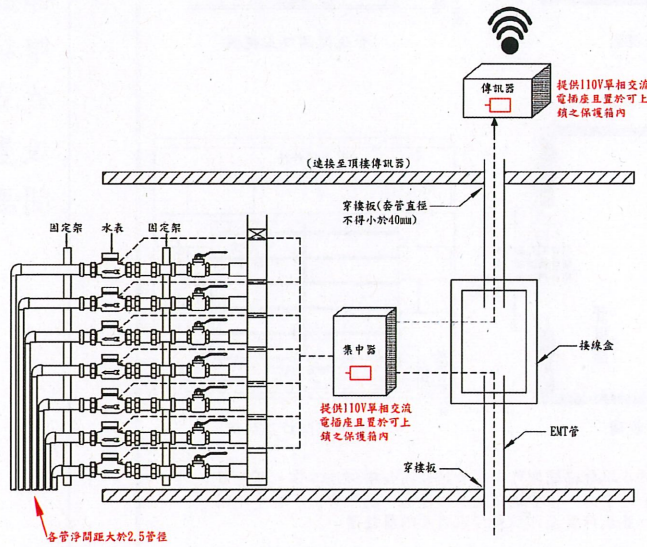 傳訊器
提供110V單相交流
電插座且置於可上
鎖之保護箱內
(連接至頂樓傳訊器)
穿樓板(套管直徑
不得小於40mm)
固定架
水表
固定架
集中器
接線盒
提供110V單相交流
電插座且置於可上
鎖之保護箱內
EMT管
穿樓板
各管淨間距大於2.5管徑